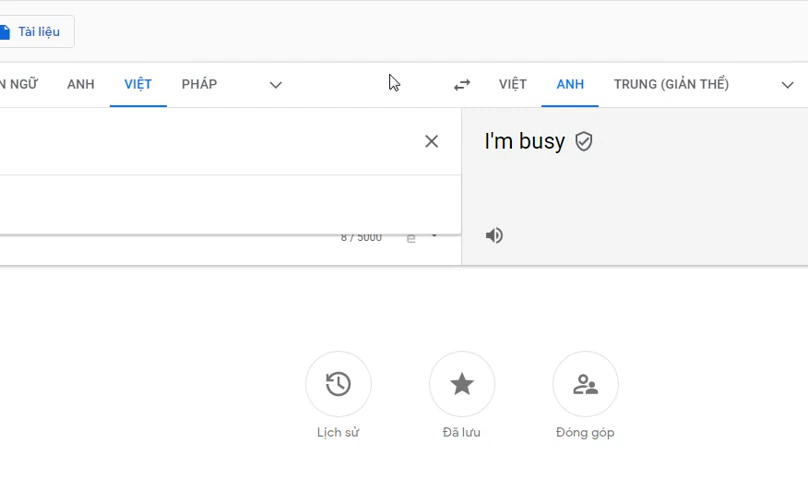 Tài liệu
N NGỮ ANH VIỆT PHÁP VIỆT ANH TRUNG (GIẢN THỂ)
I'm busy
8 / 5000
Lịch sử Đã lưu Đóng góp